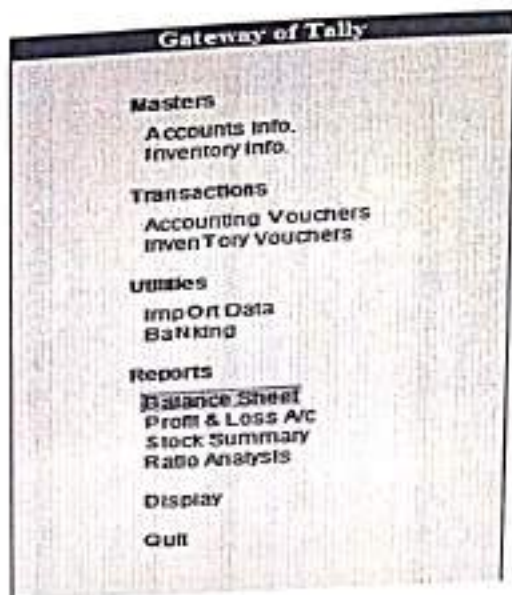 Gateway of Tally
Masters
Accounts Info.
Inventory Info.
Transactions
Accounting Vouchers
InvenTory Vouchers
Utilities
ImpOrt Data
BaNking
Reports
Balance Sheet
Profit & Loss A/c
Stock Summary
Ratio Analysis
Display
Quit